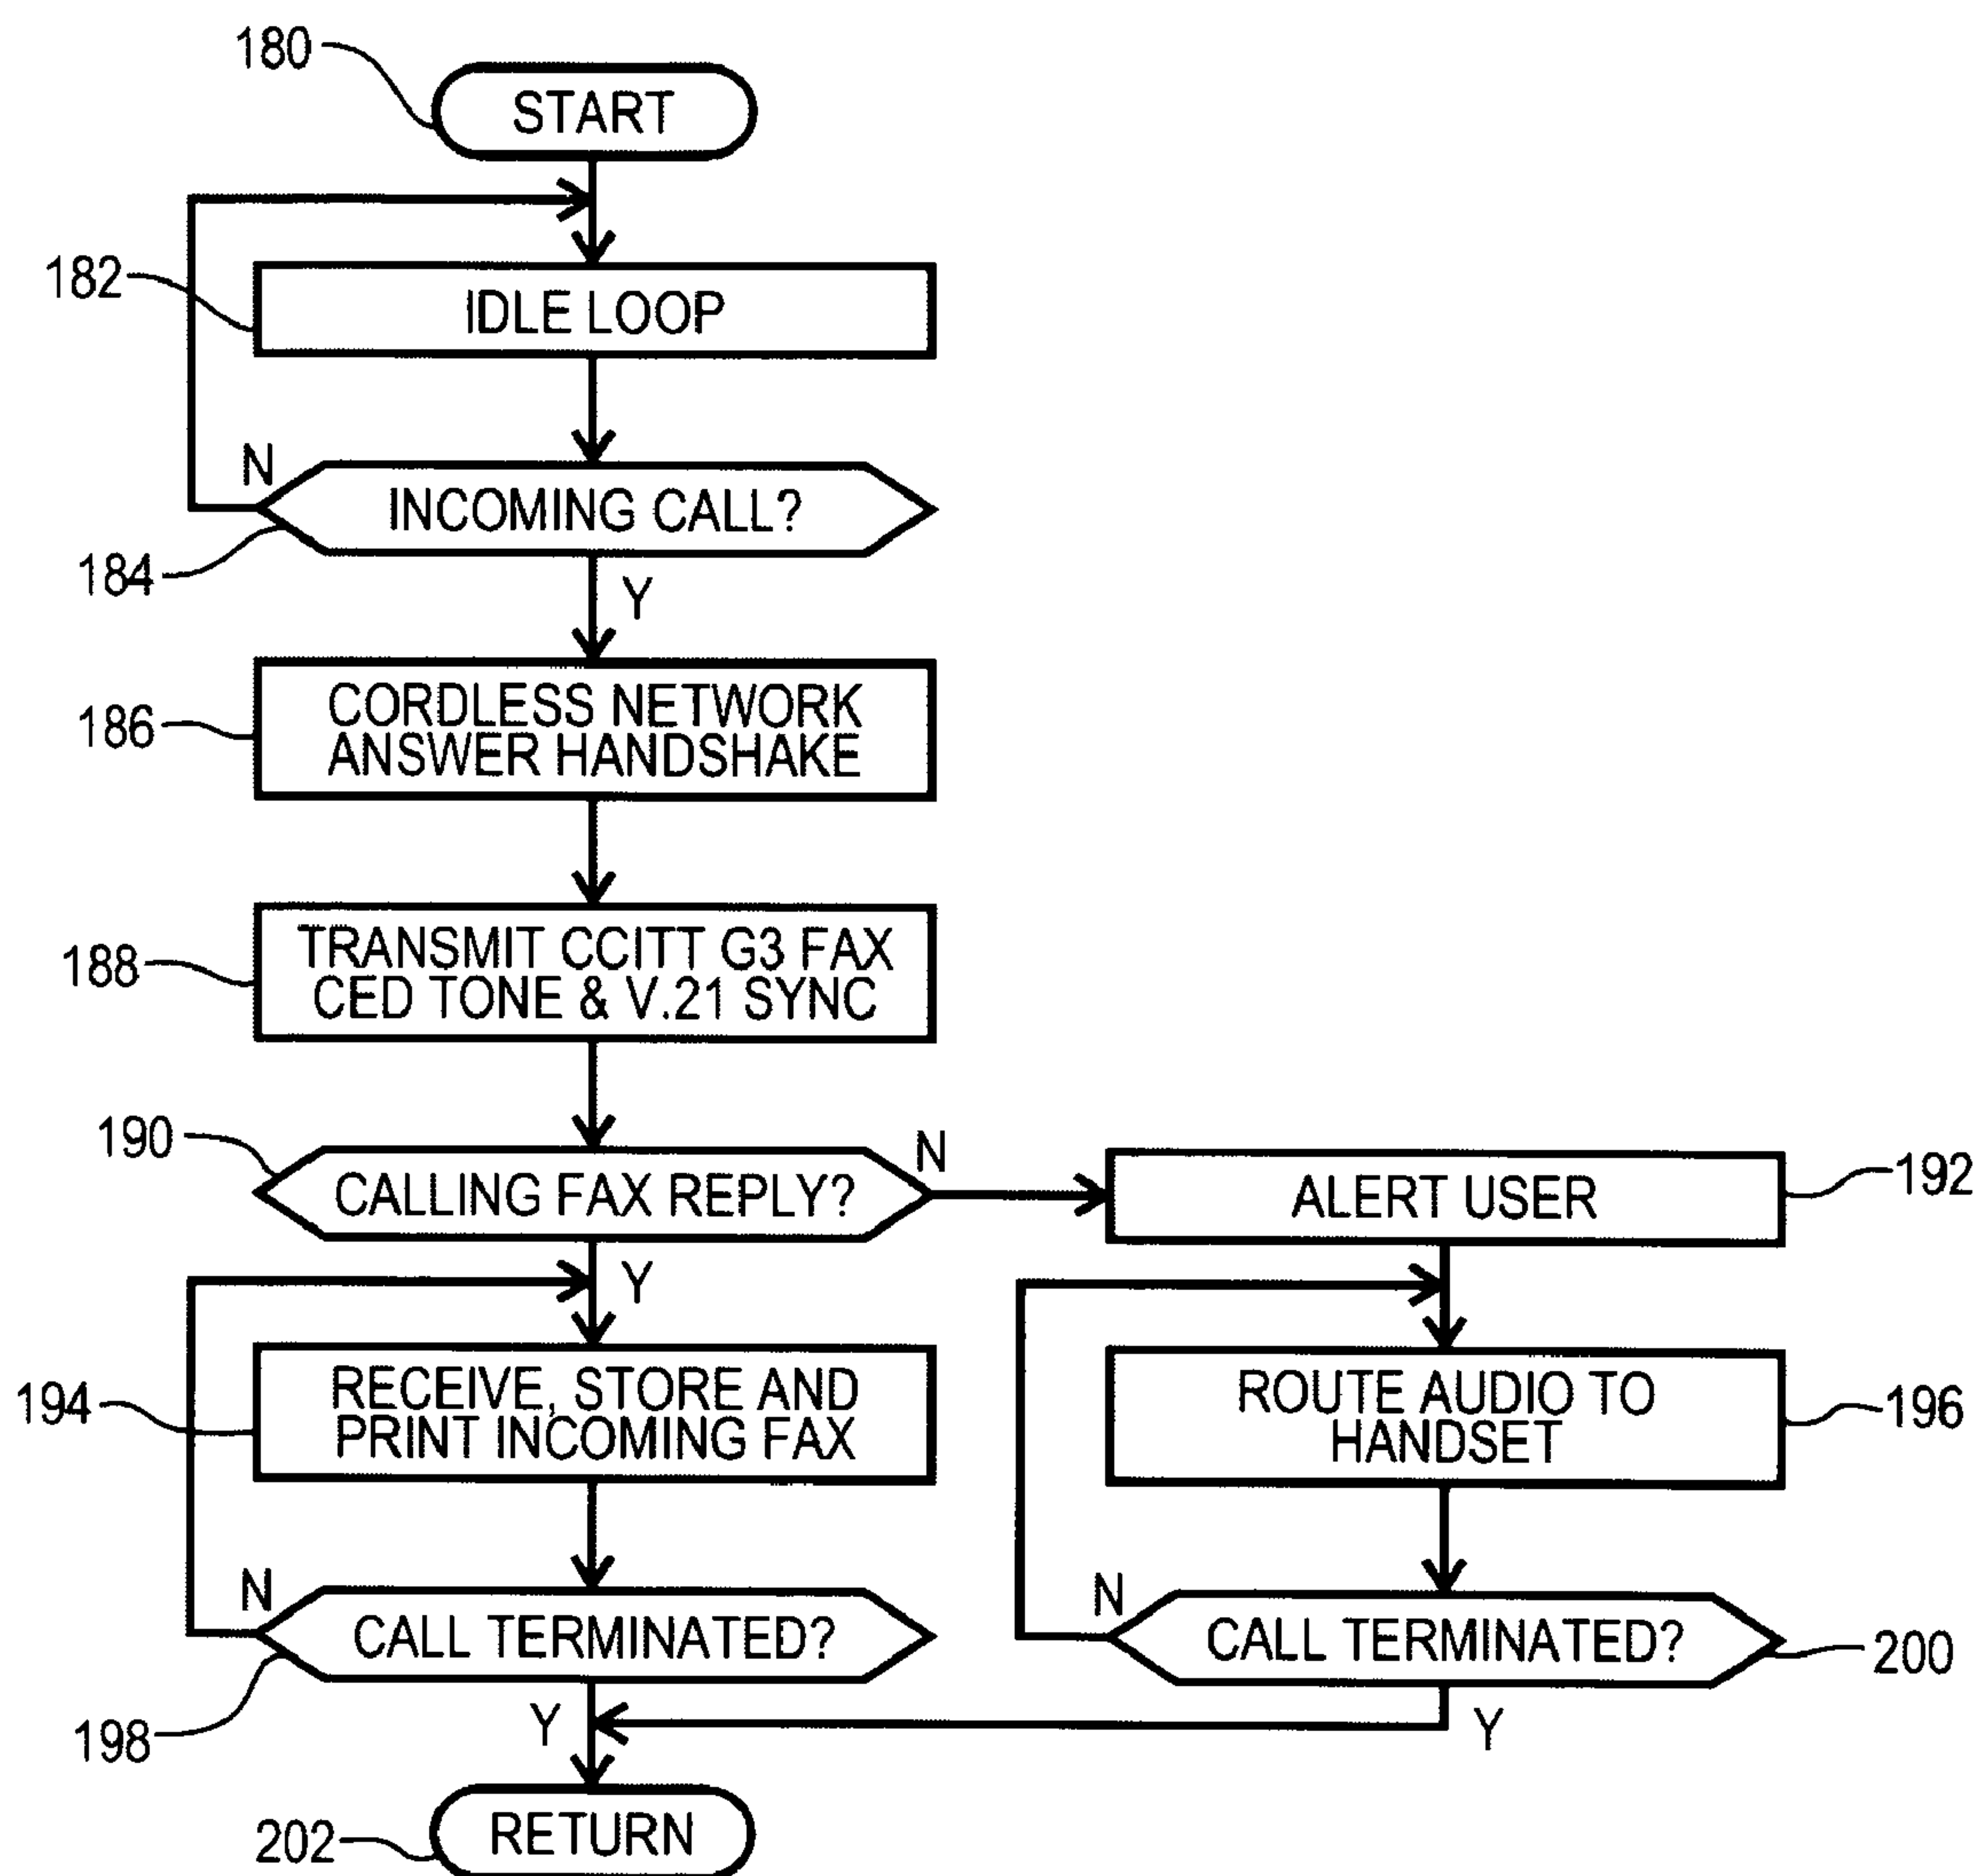 180
START
182
IDLE LOOP
N
INCOMING CALL?
184
Y
186
CORDLESS NETWORK
ANSWER HANDSHAKE
188
TRANSMIT CCITT G3 FAX
CED TONE & V.21 SYNC
190
CALLING FAX REPLY?
N
ALERT USER
192
Y
194
RECEIVE, STORE AND
PRINT INCOMING FAX
ROUTE AUDIO TO
HANDSET
196
N
CALL TERMINATED?
198
N
CALL TERMINATED?
200
Y
Y
202
RETURN